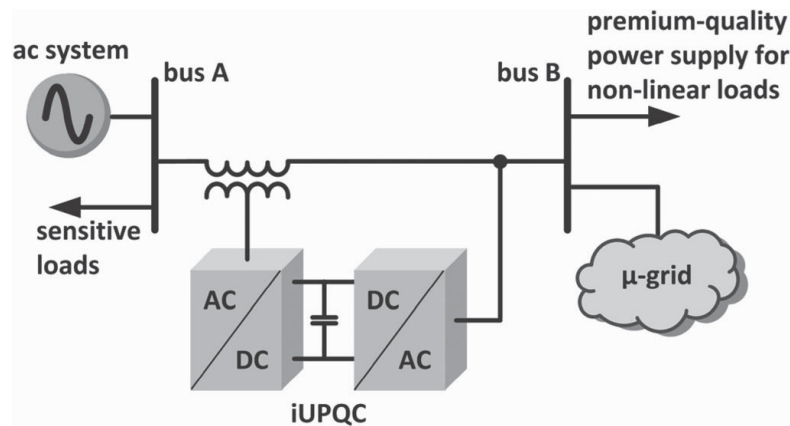 premium-quality
power supply for
non-linear loads
ac system
bus A
bus B
sensitive
loads
μ-grid
AC
DC
DC
AC
iUPQC